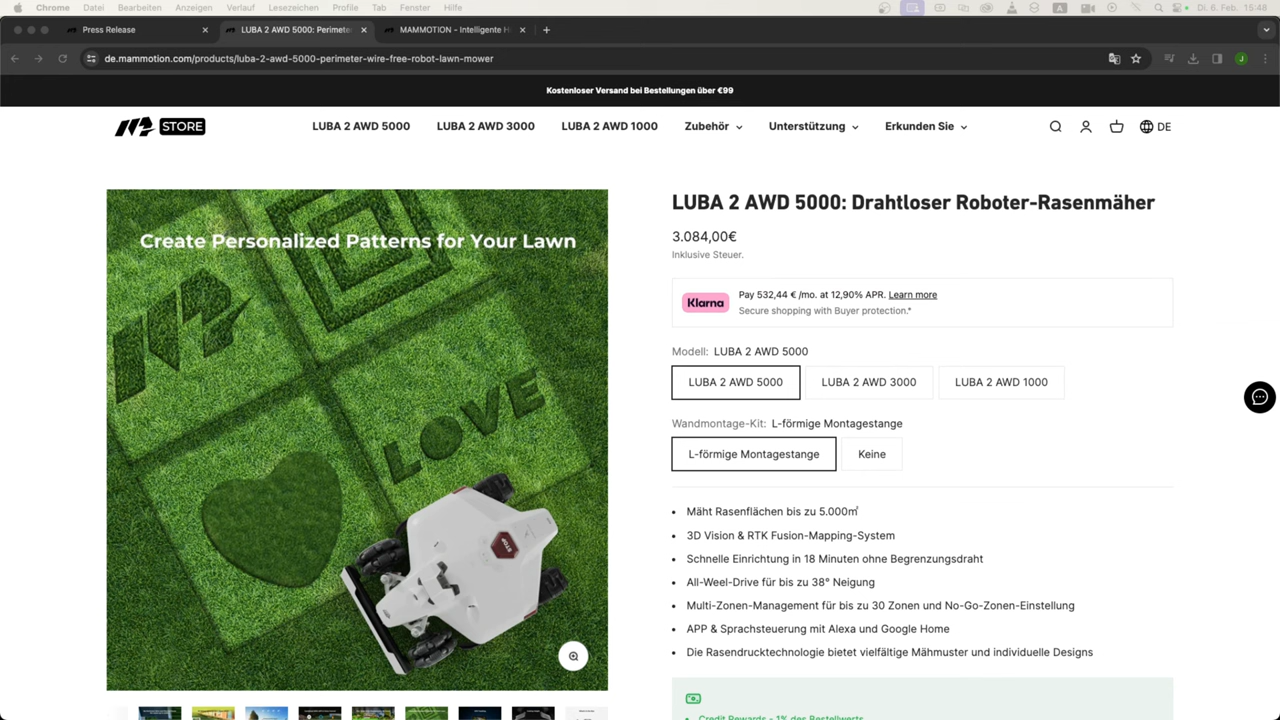 Chrome Datei Bearbeiten Anzeigen Verlauf Lesezeichen Profile Tab Fenster Hilfe
A
Di. 6. Feb. 15:48
Press Release
LUBA 2 AWD 5000: Perimete
MAMMOTION - Intelligente H
de.mammotion.com/products/luba-2-awd-5000-perimeter-wire-free-robot-lawn-mower
J
Kostenloser Versand bei Bestellungen über €99
STORE
LUBA 2 AWD 5000
LUBA 2 AWD 3000
LUBA 2 AWD 1000
Zubehör
Unterstützung
Erkunden Sie
DE
Create Personalized Patterns for Your Lawn
LOVE
STOP
LUBA 2 AWD 5000: Drahtloser Roboter-Rasenmäher
3.084,00€
Inklusive Steuer.
Klarna
Pay 532,44 € /mo. at 12,90% APR. Learn more
Secure shopping with Buyer protection.*
Modell: LUBA 2 AWD 5000
LUBA 2 AWD 5000
LUBA 2 AWD 3000
LUBA 2 AWD 1000
Wandmontage-Kit: L-förmige Montagestange
L-förmige Montagestange
Keine
• Mäht Rasenflächen bis zu 5.000㎡
• 3D Vision & RTK Fusion-Mapping-System
• Schnelle Einrichtung in 18 Minuten ohne Begrenzungsdraht
• All-Weel-Drive für bis zu 38° Neigung
• Multi-Zonen-Management für bis zu 30 Zonen und No-Go-Zonen-Einstellung
• APP & Sprachsteuerung mit Alexa und Google Home
• Die Rasendrucktechnologie bietet vielfältige Mähmuster und individuelle Designs
Credit Rewards - 1% des Bestellwerts